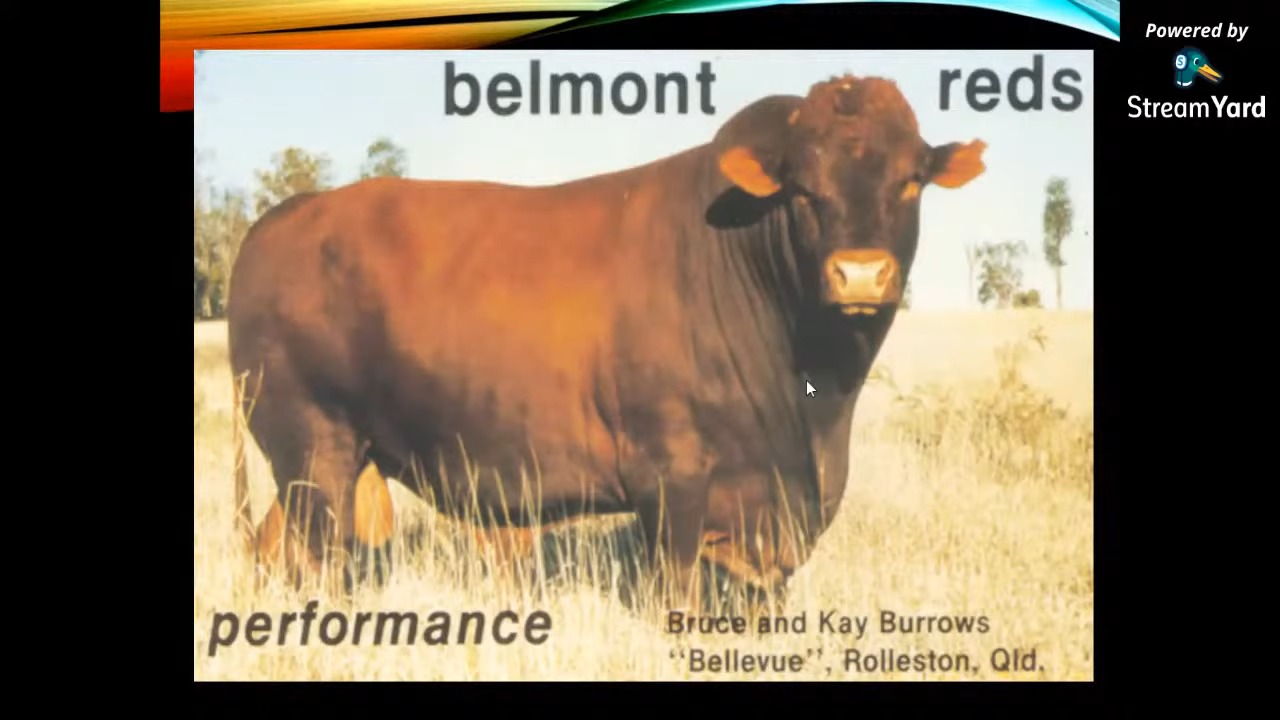 Powered by
StreamYard
belmont reds
performance
Bruce and Kay Burrows
“Bellevue”, Rolleston, Qld.